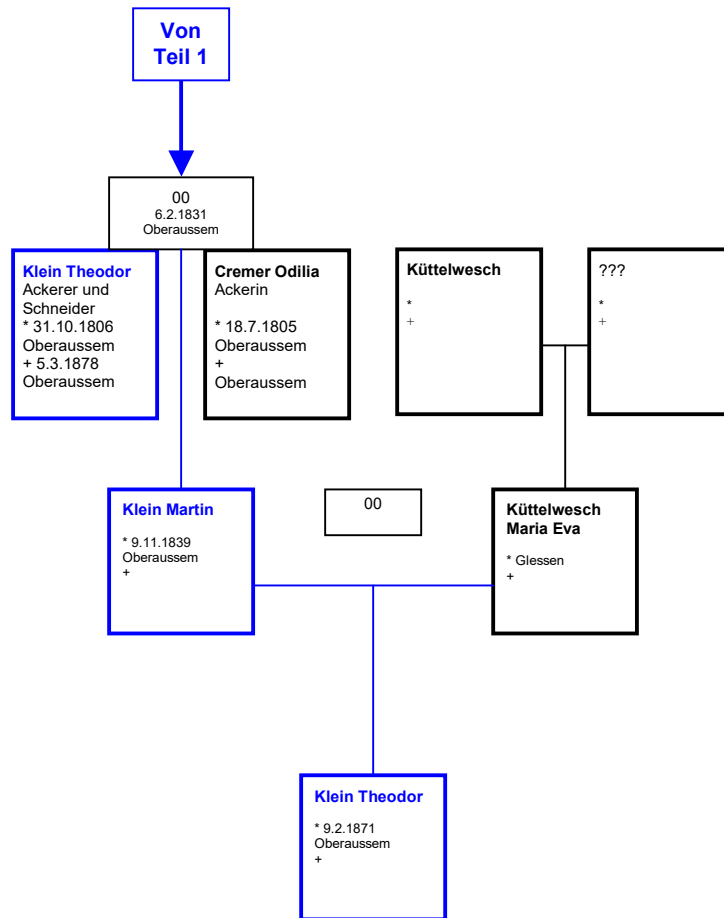 Von
Teil 1
00
6.2.1831
Oberaussem
Klein Theodor
Ackerer und
Schneider
* 31.10.1806
Oberaussem
+ 5.3.1878
Oberaussem
Cremer Odilia
Ackerin
* 18.7.1805
Oberaussem
+
Oberaussem
Küttelwesch
*
+
???
*
+
Klein Martin
* 9.11.1839
Oberaussem
+
00
Küttelwesch
Maria Eva
* Glessen
+
Klein Theodor
* 9.2.1871
Oberaussem
+